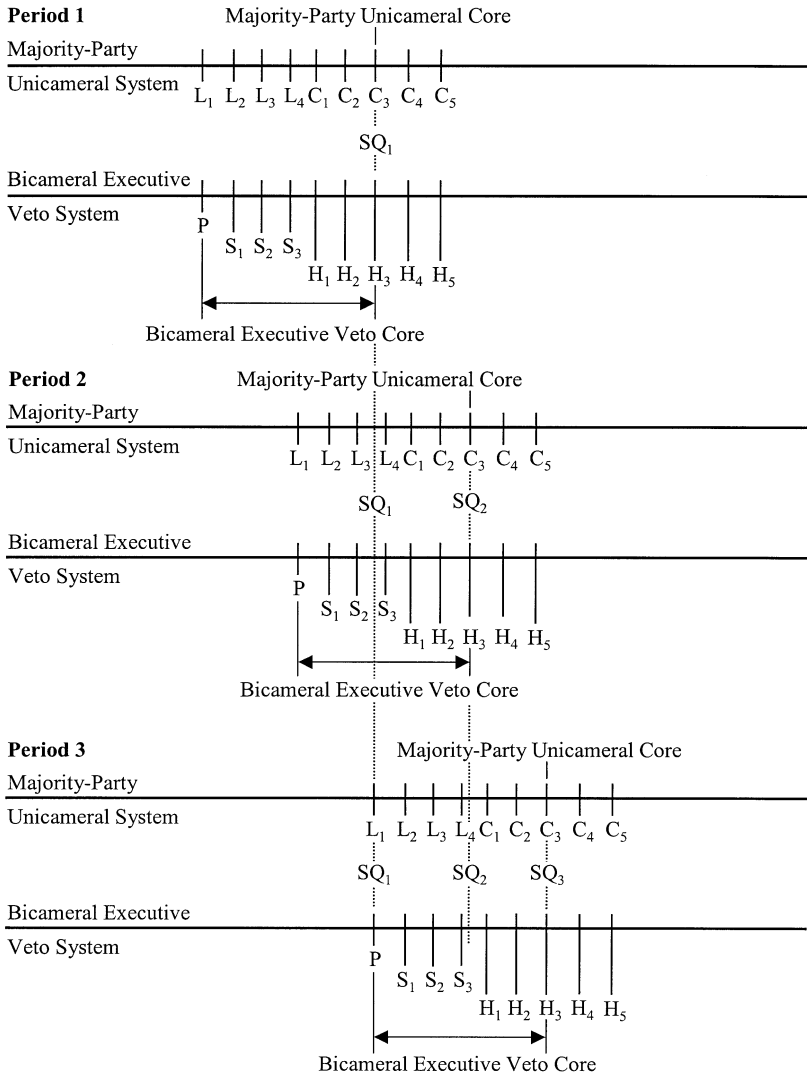 Period 1
Majority-Party Unicameral Core
Majority-Party
Unicameral System
L₁ L₂ L₃ L₄ C₁ C₂ C₃ C₄ C₅
SQ₁
Bicameral Executive
Veto System
P
S₁ S₂ S₃
H₁ H₂ H₃ H₄ H₅
Bicameral Executive Veto Core
Period 2
Majority-Party Unicameral Core
Majority-Party
Unicameral System
L₁ L₂ L₃ L₄ C₁ C₂ C₃ C₄ C₅
SQ₁ SQ₂
Bicameral Executive
Veto System
P
S₁ S₂ S₃
H₁ H₂ H₃ H₄ H₅
Bicameral Executive Veto Core
Period 3
Majority-Party Unicameral Core
Majority-Party
Unicameral System
L₁ L₂ L₃ L₄ C₁ C₂ C₃ C₄ C₅
SQ₁ SQ₂ SQ₃
Bicameral Executive
Veto System
P
S₁ S₂ S₃
H₁ H₂ H₃ H₄ H₅
Bicameral Executive Veto Core